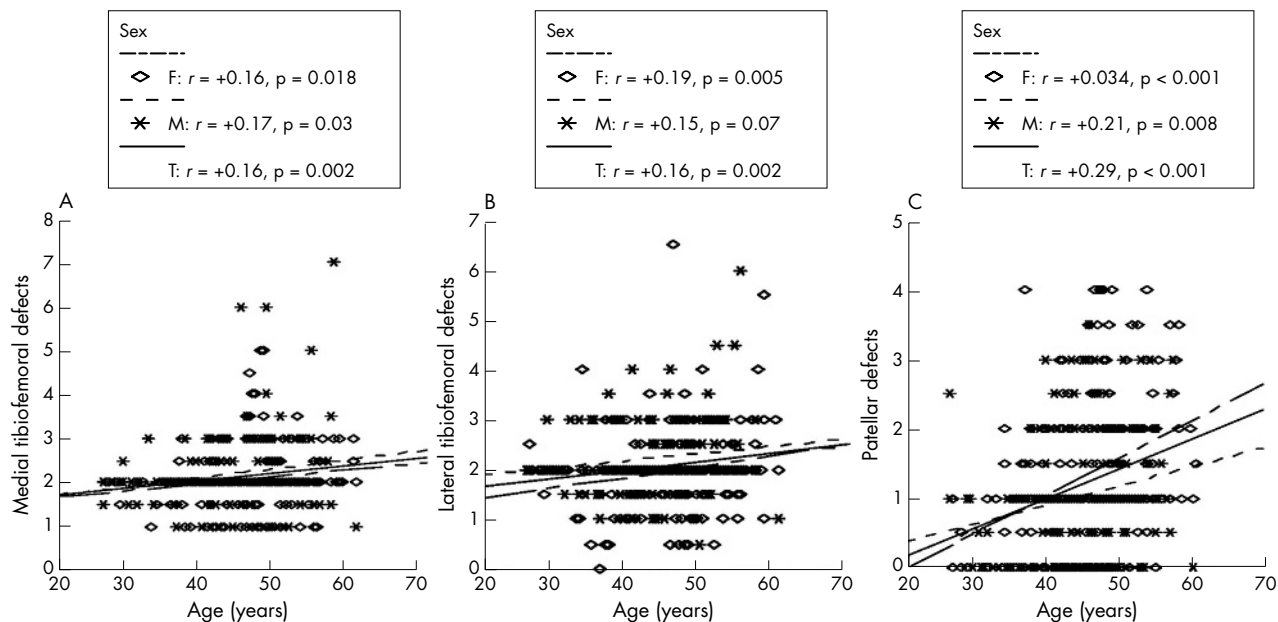 Sex
F: r = +0.16, p = 0.018
M: r = +0.17, p = 0.03
T: r = +0.16, p = 0.002
A
8
7
6
5
4
3
2
1
0
Medial tibiofemoral defects
20 30 40 50 60 70
Age (years)
Sex
F: r = +0.19, p = 0.005
M: r = +0.15, p = 0.07
T: r = +0.16, p = 0.002
B
7
6
5
4
3
2
1
0
Lateral tibiofemoral defects
20 30 40 50 60 70
Age (years)
Sex
F: r = +0.034, p < 0.001
M: r = +0.21, p = 0.008
T: r = +0.29, p < 0.001
C
5
4
3
2
1
0
Patellar defects
20 30 40 50 60 70
Age (years)